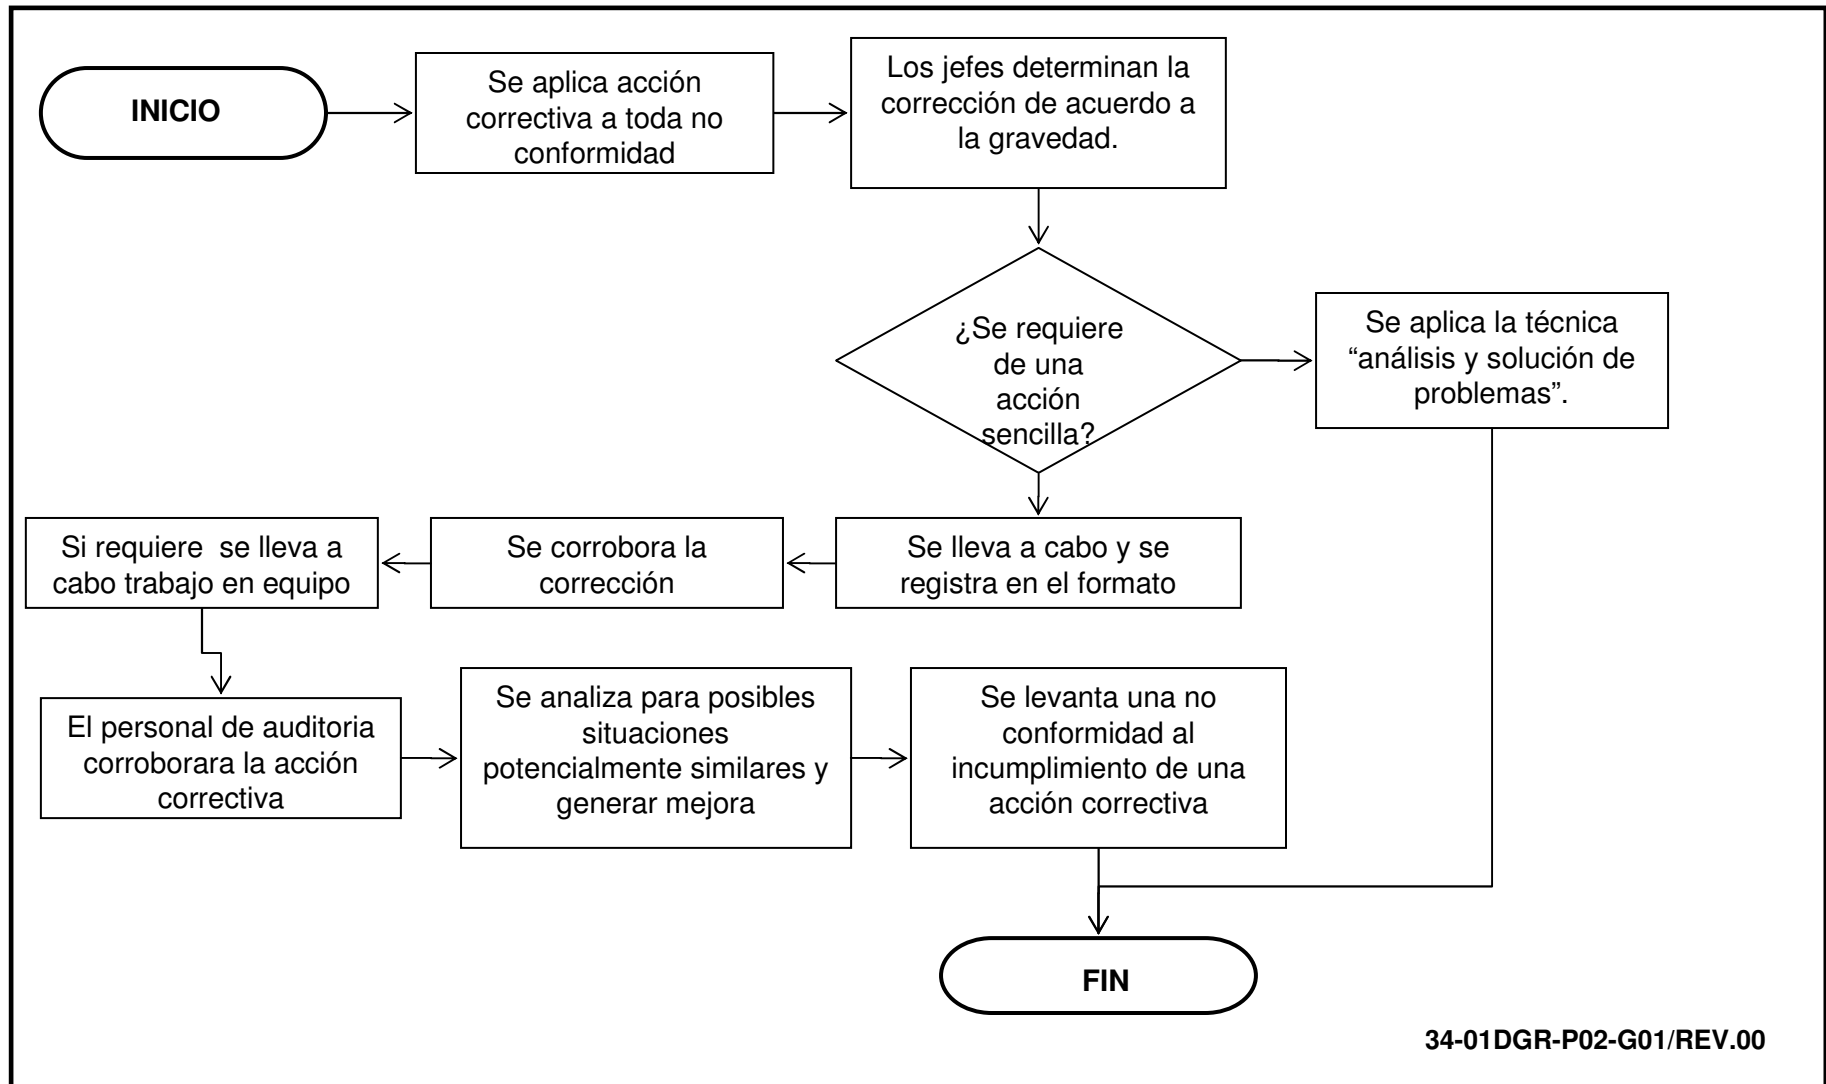 INICIO
Se aplica acción
correctiva a toda no
conformidad
Los jefes determinan la
corrección de acuerdo a
la gravedad.
¿Se requiere
de una
acción
sencilla?
Se aplica la técnica
“análisis y solución de
problemas”.
Se lleva a cabo y se
registra en el formato
Se corrobora la
corrección
Si requiere  se lleva a
cabo trabajo en equipo
El personal de auditoria
corroborara la acción
correctiva
Se analiza para posibles
situaciones
potencialmente similares y
generar mejora
Se levanta una no
conformidad al
incumplimiento de una
acción correctiva
FIN
34-01DGR-P02-G01/REV.00